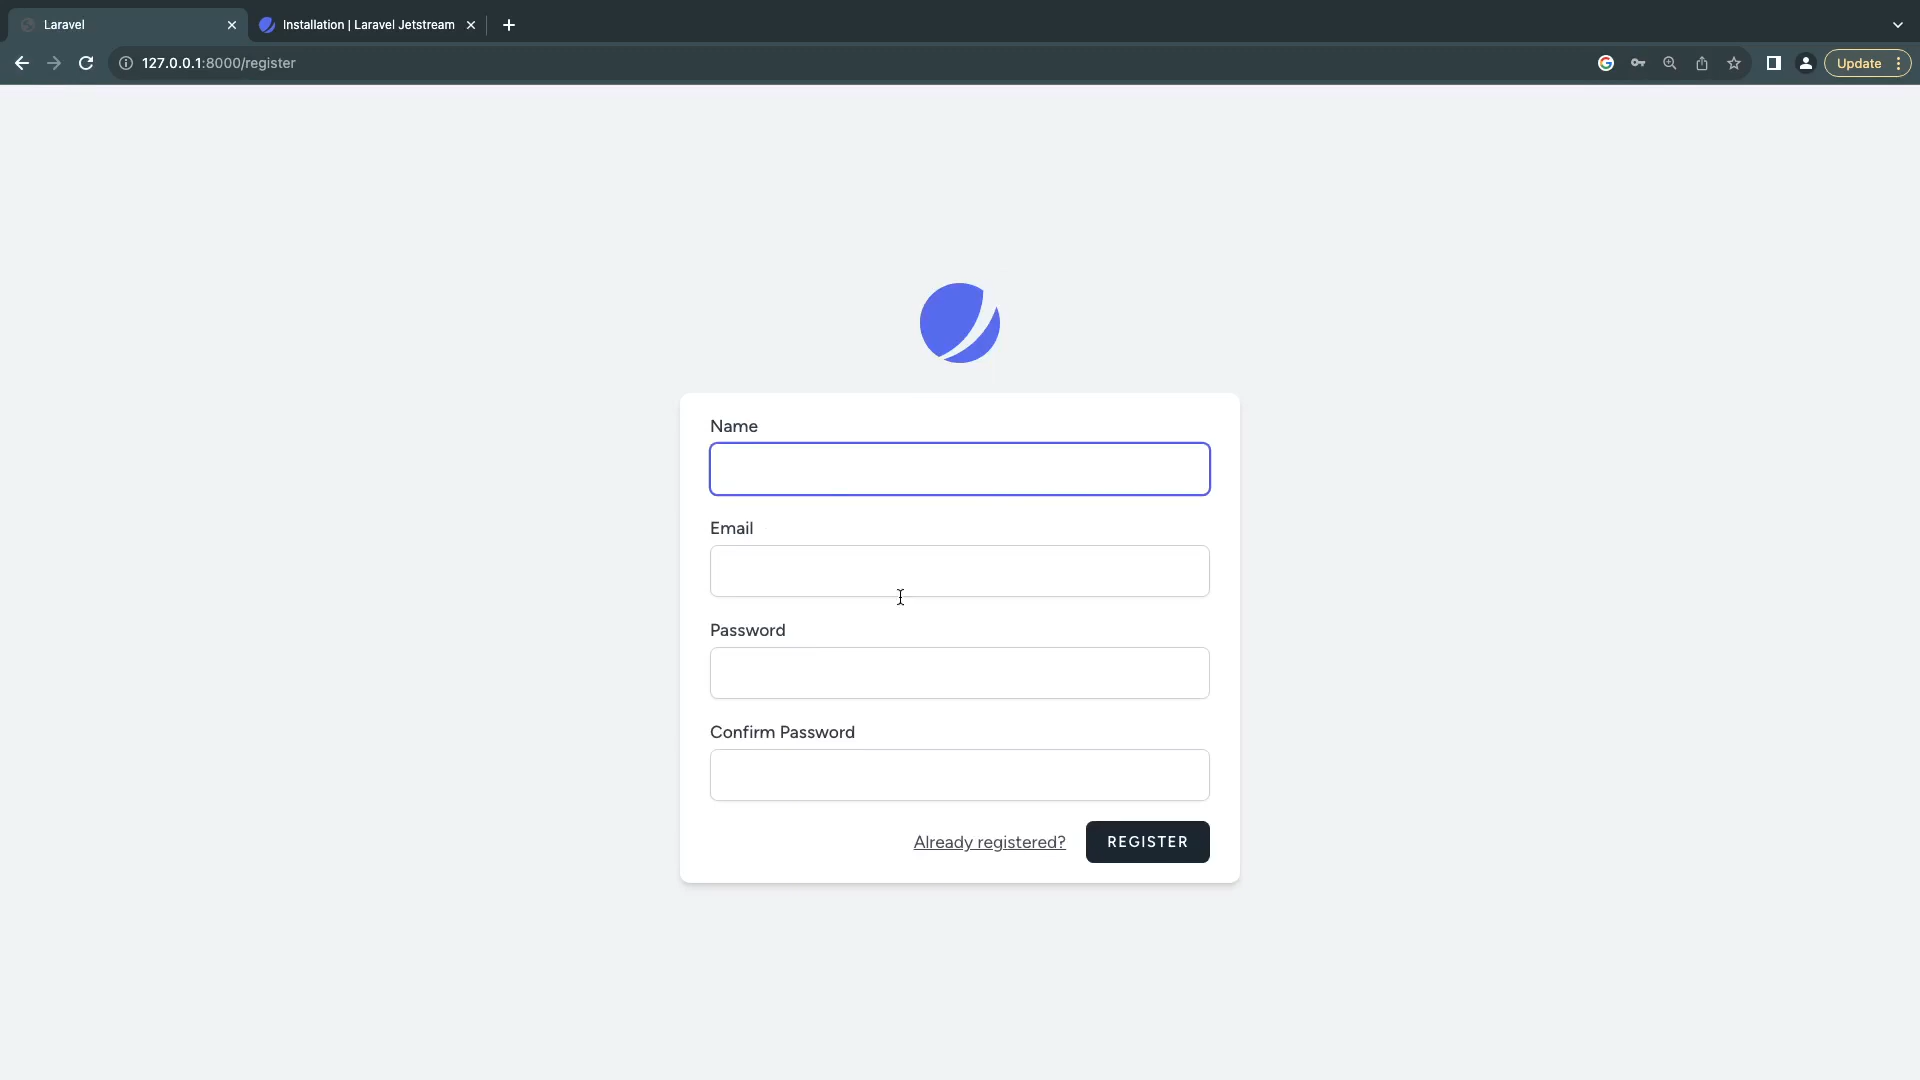 Laravel
Installation | Laravel Jetstream
127.0.0.1:8000/register
Update
Name
Email
Password
Confirm Password
Already registered?
REGISTER